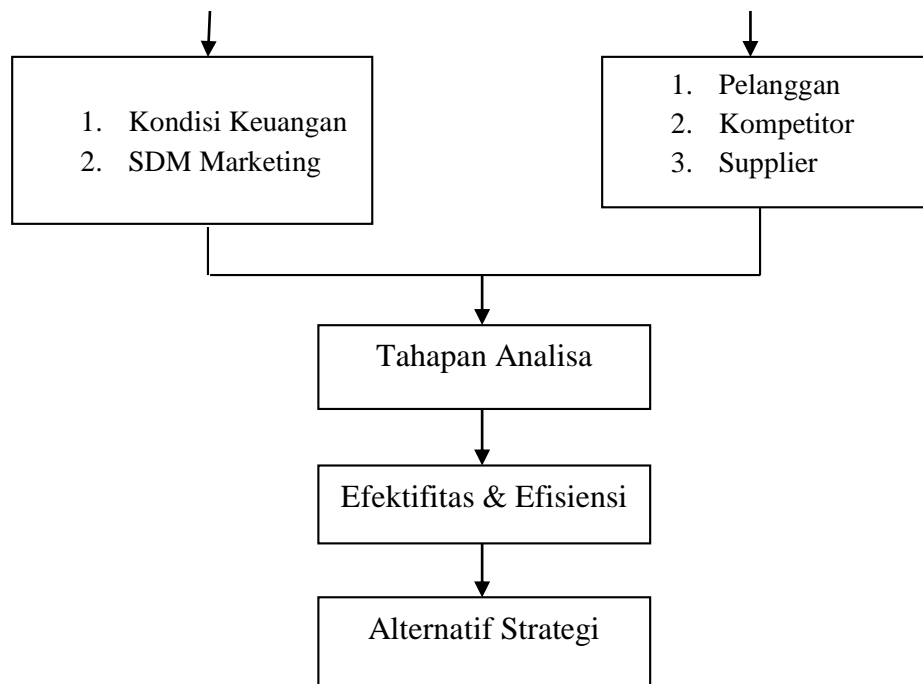 1. Kondisi Keuangan
2. SDM Marketing
1. Pelanggan
2. Kompetitor
3. Supplier
Tahapan Analisa
Efektifitas & Efisiensi
Alternatif Strategi